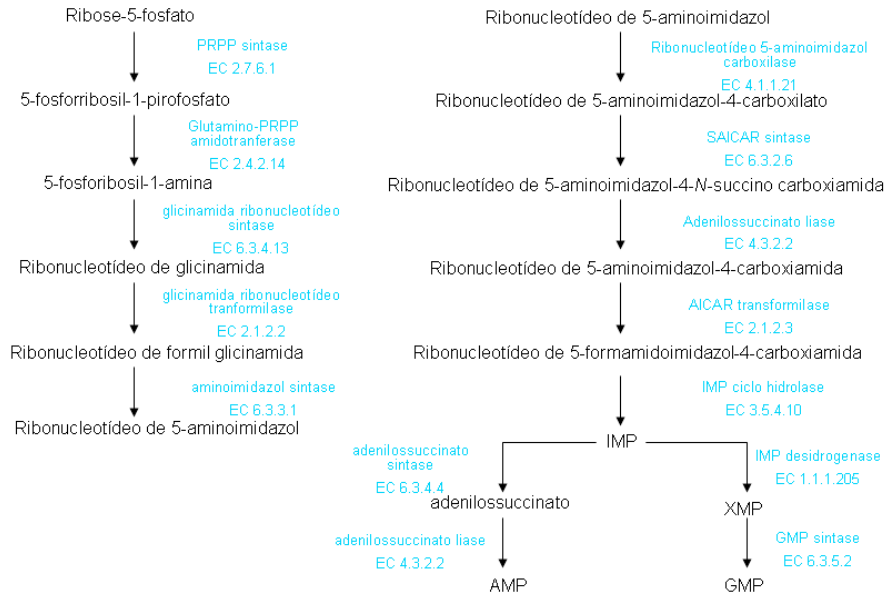 Ribose-5-fosfato
PRPP sintase
EC 2.7.6.1
5-fosforribosil-1-pirofosfato
Glutamino-PRPP
amidotranferase
EC 2.4.2.14
5-fosforibosil-1-amina
glicinamida ribonucleotídeo
sintase
EC 6.3.4.13
Ribonucleotídeo de glicinamida
glicinamida ribonucleotídeo
tranformilase
EC 2.1.2.2
Ribonucleotídeo de formil glicinamida
aminoimidazol sintase
EC 6.3.3.1
Ribonucleotídeo de 5-aminoimidazol
Ribonucleotídeo de 5-aminoimidazol
Ribonucleotídeo 5-aminoimidazol
carboxilase
EC 4.1.1.21
Ribonucleotídeo de 5-aminoimidazol-4-carboxilato
SAICAR sintase
EC 6.3.2.6
Ribonucleotídeo de 5-aminoimidazol-4-N-succino carboxiamida
Adenilossuccinato liase
EC 4.3.2.2
Ribonucleotídeo de 5-aminoimidazol-4-carboxiamida
AICAR transformilase
EC 2.1.2.3
Ribonucleotídeo de 5-formamidoimidazol-4-carboxiamida
IMP ciclo hidrolase
EC 3.5.4.10
IMP
adenilossuccinato
sintase
EC 6.3.4.4
adenilossuccinato
adenilossuccinato liase
EC 4.3.2.2
AMP
IMP desidrogenase
EC 1.1.1.205
XMP
GMP sintase
EC 6.3.5.2
GMP